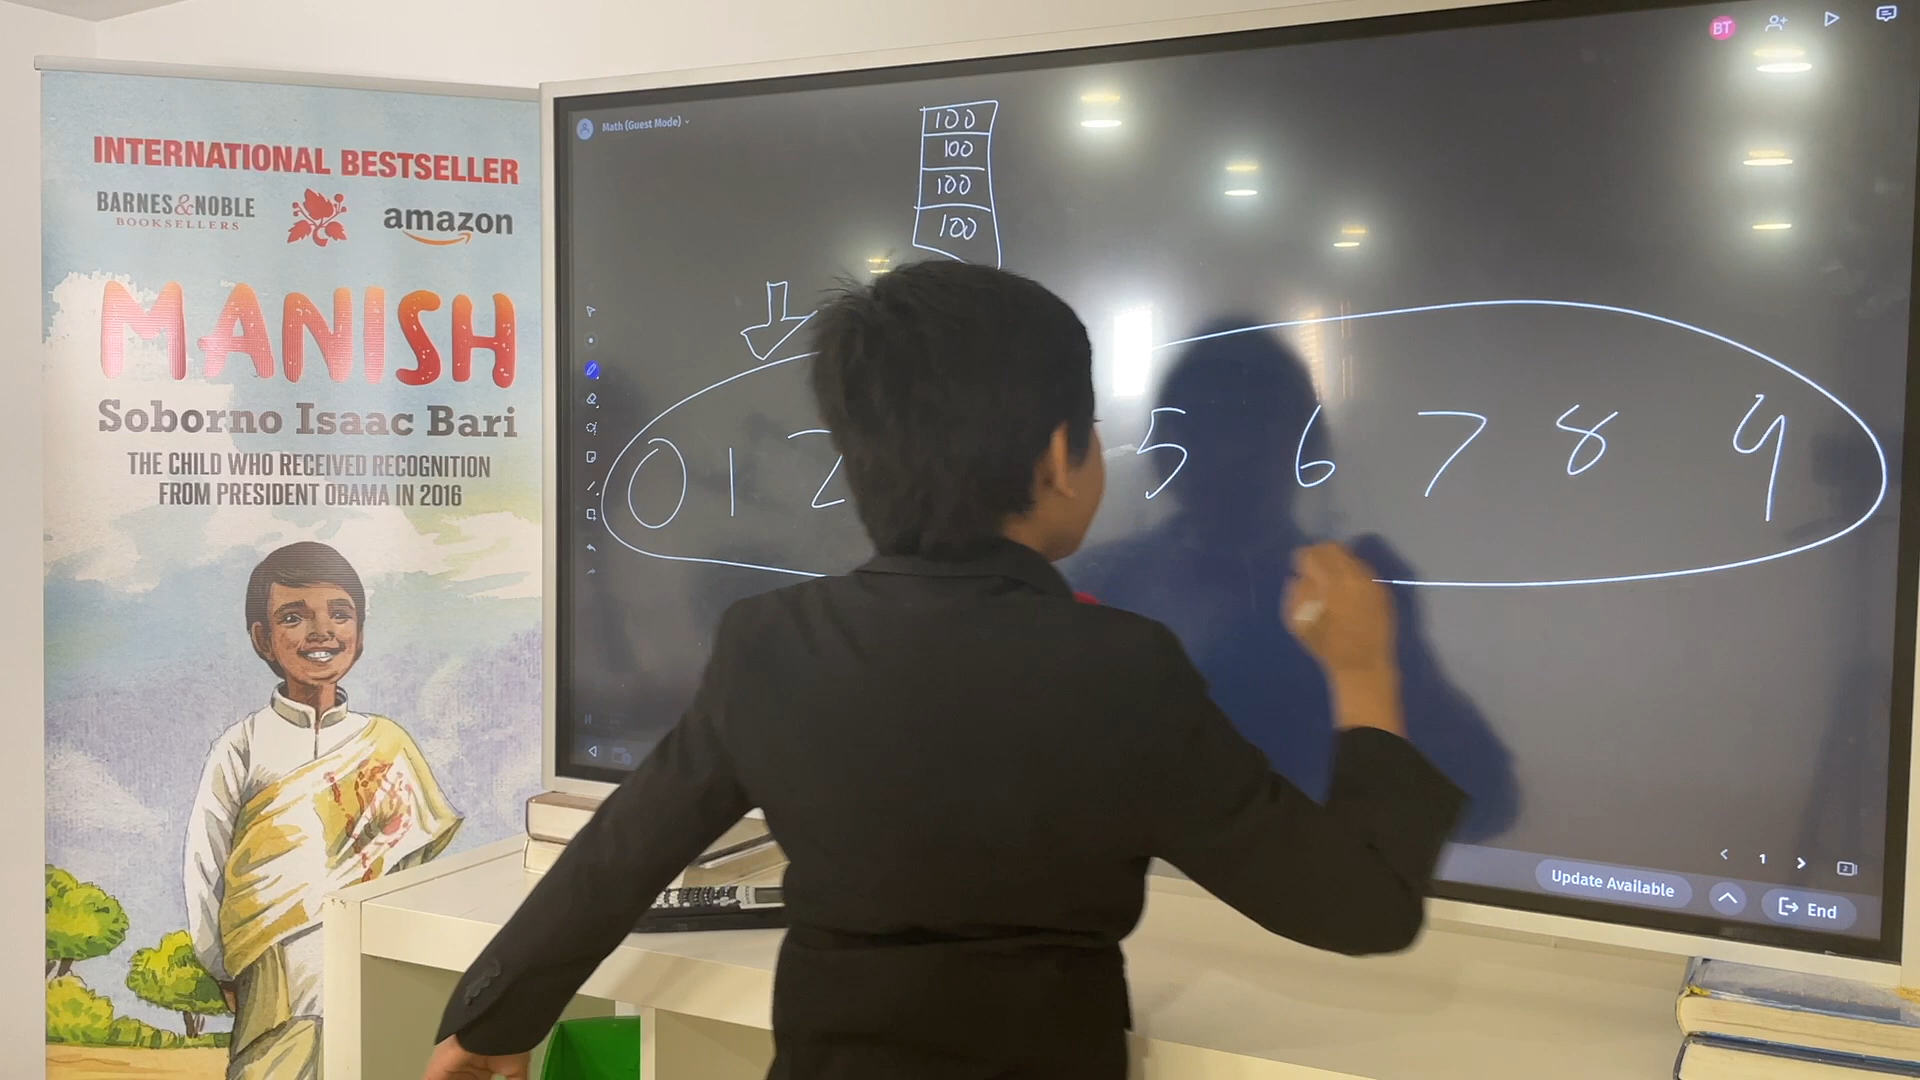 INTERNATIONAL BESTSELLER
BARNES&NOBLE
BOOKSELLERS
amazon
MANISH
Soborno Isaac Bari
THE CHILD WHO RECEIVED RECOGNITION
FROM PRESIDENT OBAMA IN 2016
Math (Guest Mode)
BT
100
100
100
100
0 1 2 5 6 7 8 9
1
2
Update Available
End